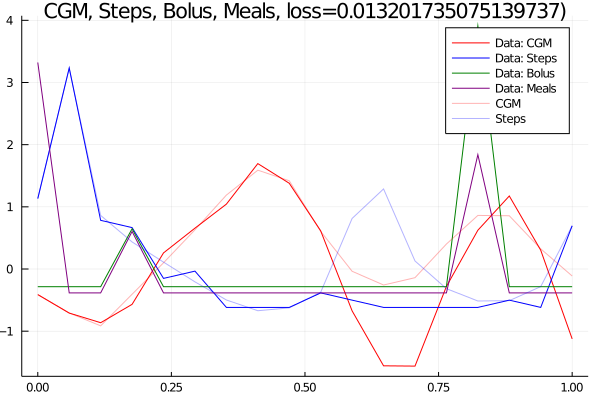 CGM, Steps, Bolus, Meals, loss=0.013201735075139737)
4
3
2
1
0
−1
Data: CGM
Data: Steps
Data: Bolus
Data: Meals
CGM
Steps
0.00 0.25 0.50 0.75 1.00